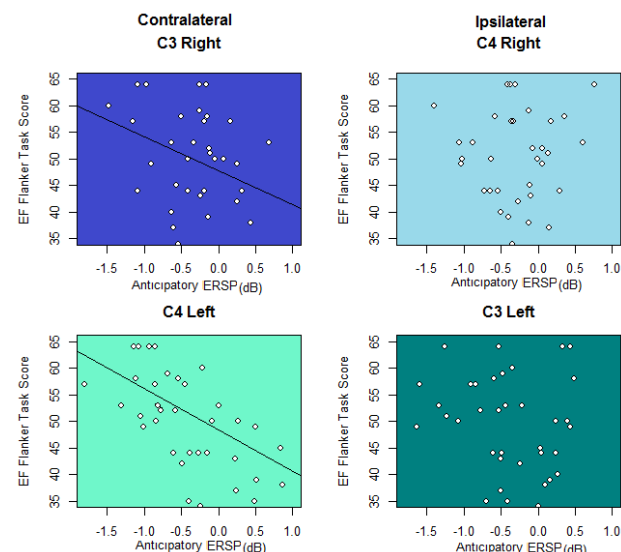 Contralateral
C3 Right
EF Flanker Task Score
65
60
55
50
45
40
35
-1.5 -1.0 -0.5 0.0 0.5 1.0
Anticipatory ERSP(dB)
Ipsilateral
C4 Right
EF Flanker Task Score
65
60
55
50
45
40
35
-1.5 -1.0 -0.5 0.0 0.5 1.0
Anticipatory ERSP(dB)
C4 Left
EF Flanker Task Score
65
60
55
50
45
40
35
-1.5 -1.0 -0.5 0.0 0.5 1.0
Anticipatory ERSP(dB)
C3 Left
EF Flanker Task Score
65
60
55
50
45
40
35
-1.5 -1.0 -0.5 0.0 0.5 1.0
Anticipatory ERSP(dB)